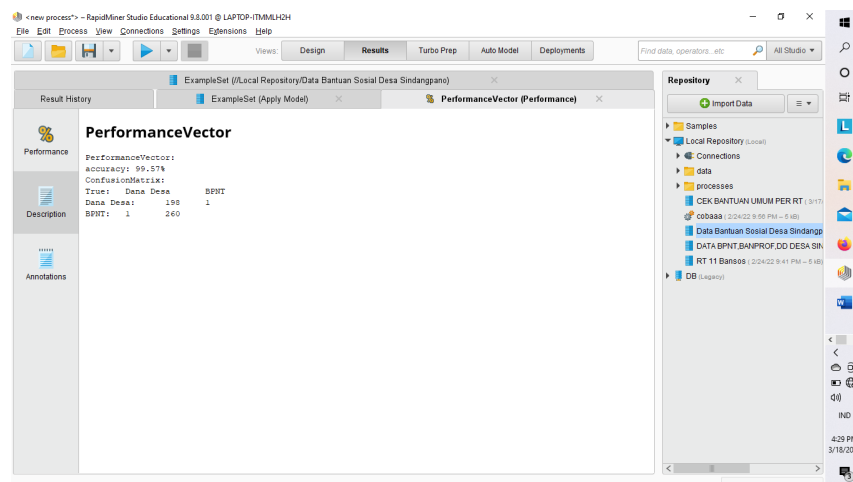 <new process*> – RapidMiner Studio Educational 9.8.001 @ LAPTOP-ITMMLH2H
File Edit Process View Connections Settings Extensions Help
Views: Design Results Turbo Prep Auto Model Deployments
Find data, operators...etc
All Studio
ExampleSet (//Local Repository/Data Bantuan Sosial Desa Sindangpano)
Result History
ExampleSet (Apply Model)
PerformanceVector (Performance)
Performance
Description
Annotations
PerformanceVector
PerformanceVector:
accuracy: 99.57%
ConfusionMatrix:
True: Dana Desa BPNT
Dana Desa: 198 1
BPNT: 1 260
Repository
Import Data
Samples
Local Repository (Local)
Connections
data
processes
CEK BANTUAN UMUM PER RT ( 3/17/
cobaaa ( 2/24/22 9:56 PM – 5 kB)
Data Bantuan Sosial Desa Sindangp
DATA BPNT,BANPROF,DD DESA SIN
RT 11 Bansos ( 2/24/22 9:41 PM – 6 kB)
DB (Legacy)
L
W
IND
4:29 PM
3/18/20
3